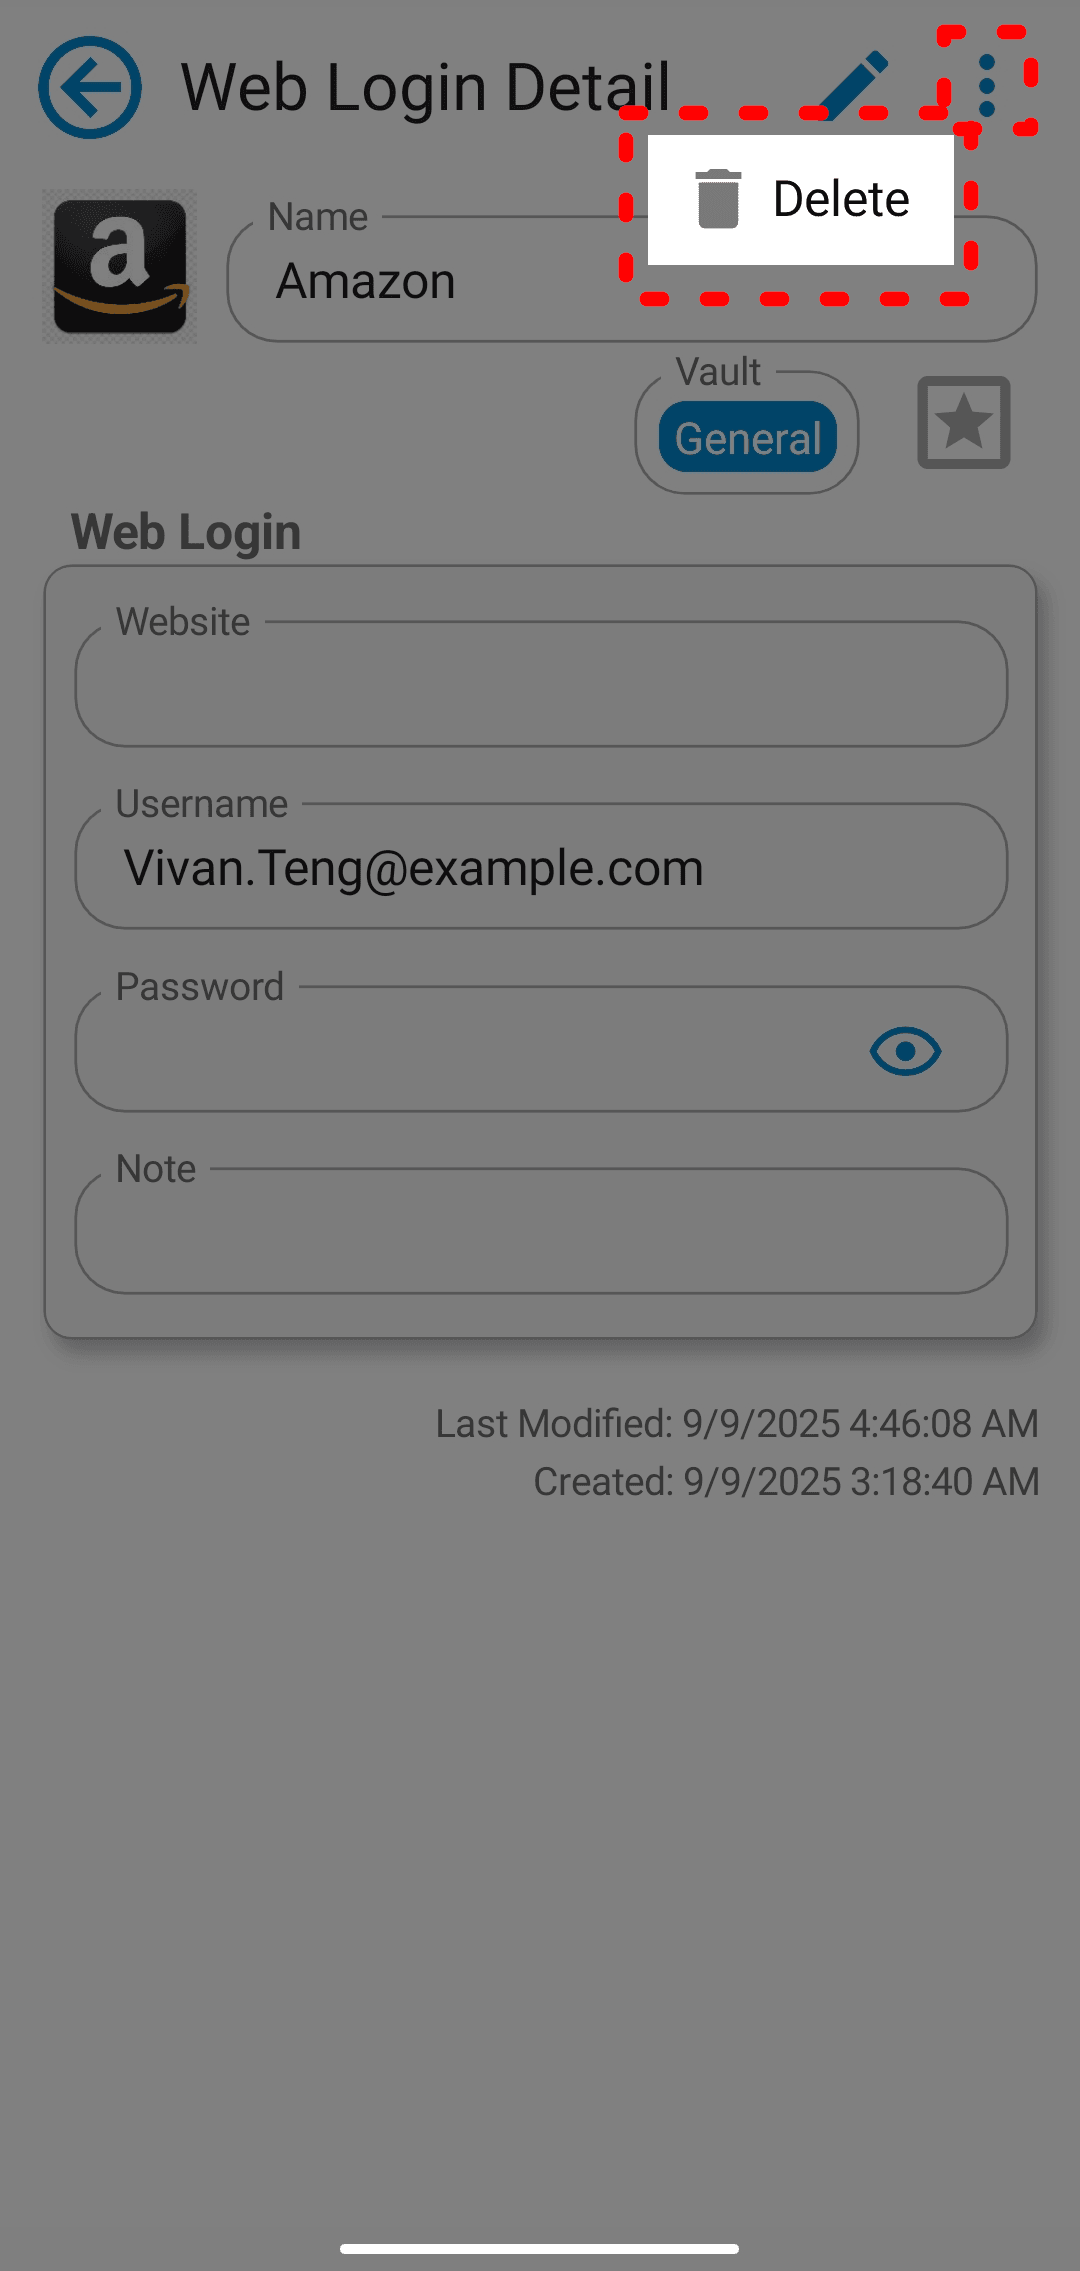 Web Login Detail
Delete
a
Name
Amazon
Vault
General
Web Login
Website
Username
Vivan.Teng@example.com
Password
Note
Last Modified: 9/9/2025 4:46:08 AM
Created: 9/9/2025 3:18:40 AM